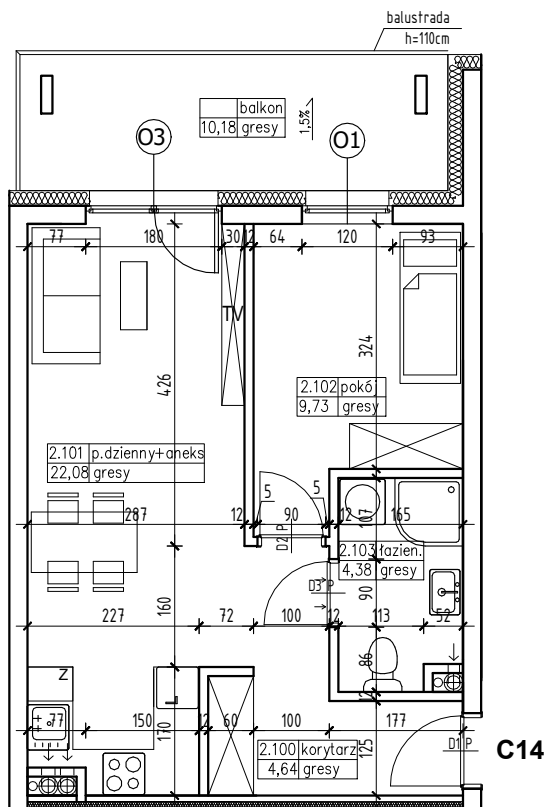 balustrada
h=110cm
balkon
10,18 gresy
1,5%
O3
O1
77 180 30 12 64 120 93
TV
324
426
2.102 pokój
9,73 gresy
2.101 p.dzienny+aneks
22,08 gresy
5 5
287 12 90 12 107 165
D2 P
2.103 łazien.
4,38 gresy
D3 P
90
160
227 72 100 12 113 52
86
Z
L
12
77 150 12 60 100 177
170
125
2.100 korytarz
4,64 gresy
D1 P
C14